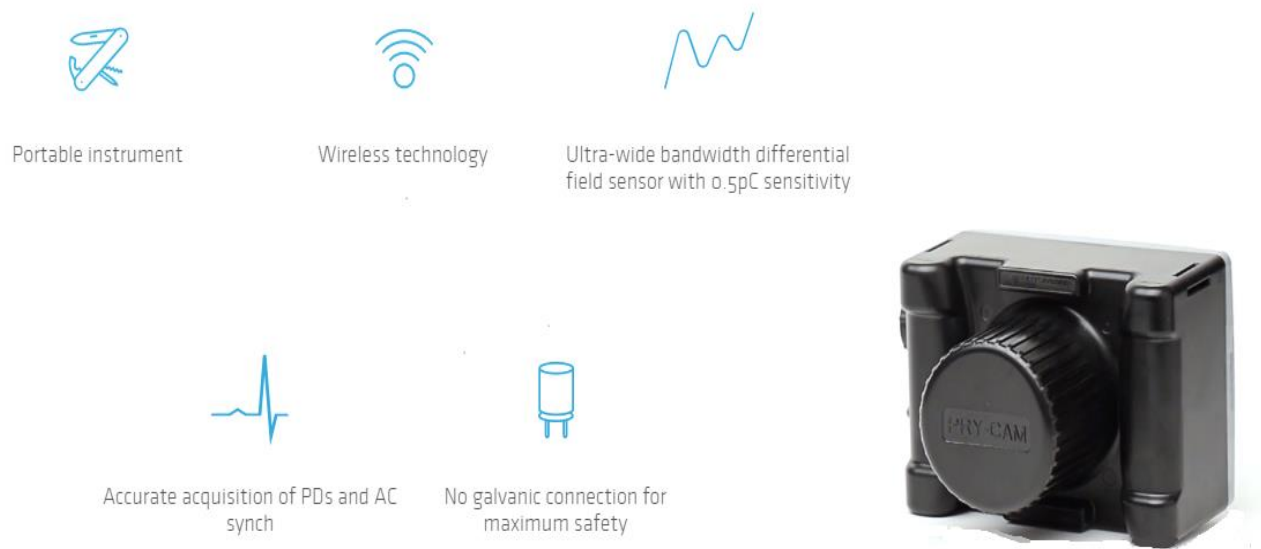 Portable instrument
Wireless technology
Ultra-wide bandwidth differential
field sensor with 0.5pC sensitivity
PRY-CAM
Accurate acquisition of PDs and AC
synch
No galvanic connection for
maximum safety